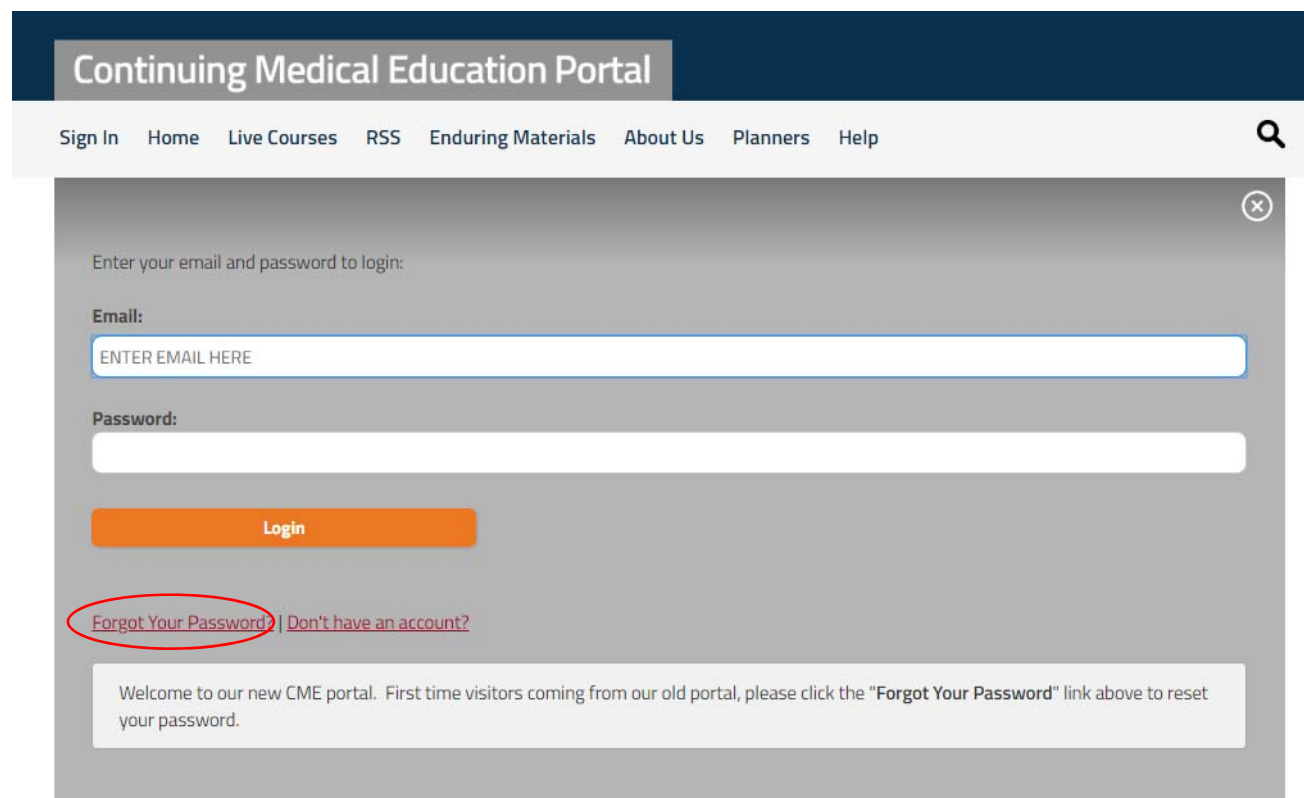 Continuing Medical Education Portal
Sign In Home Live Courses RSS Enduring Materials About Us Planners Help
Enter your email and password to login:
Email:
ENTER EMAIL HERE
Password:
Login
Forgot Your Password? | Don't have an account?
Welcome to our new CME portal. First time visitors coming from our old portal, please click the "Forgot Your Password" link above to reset
your password.